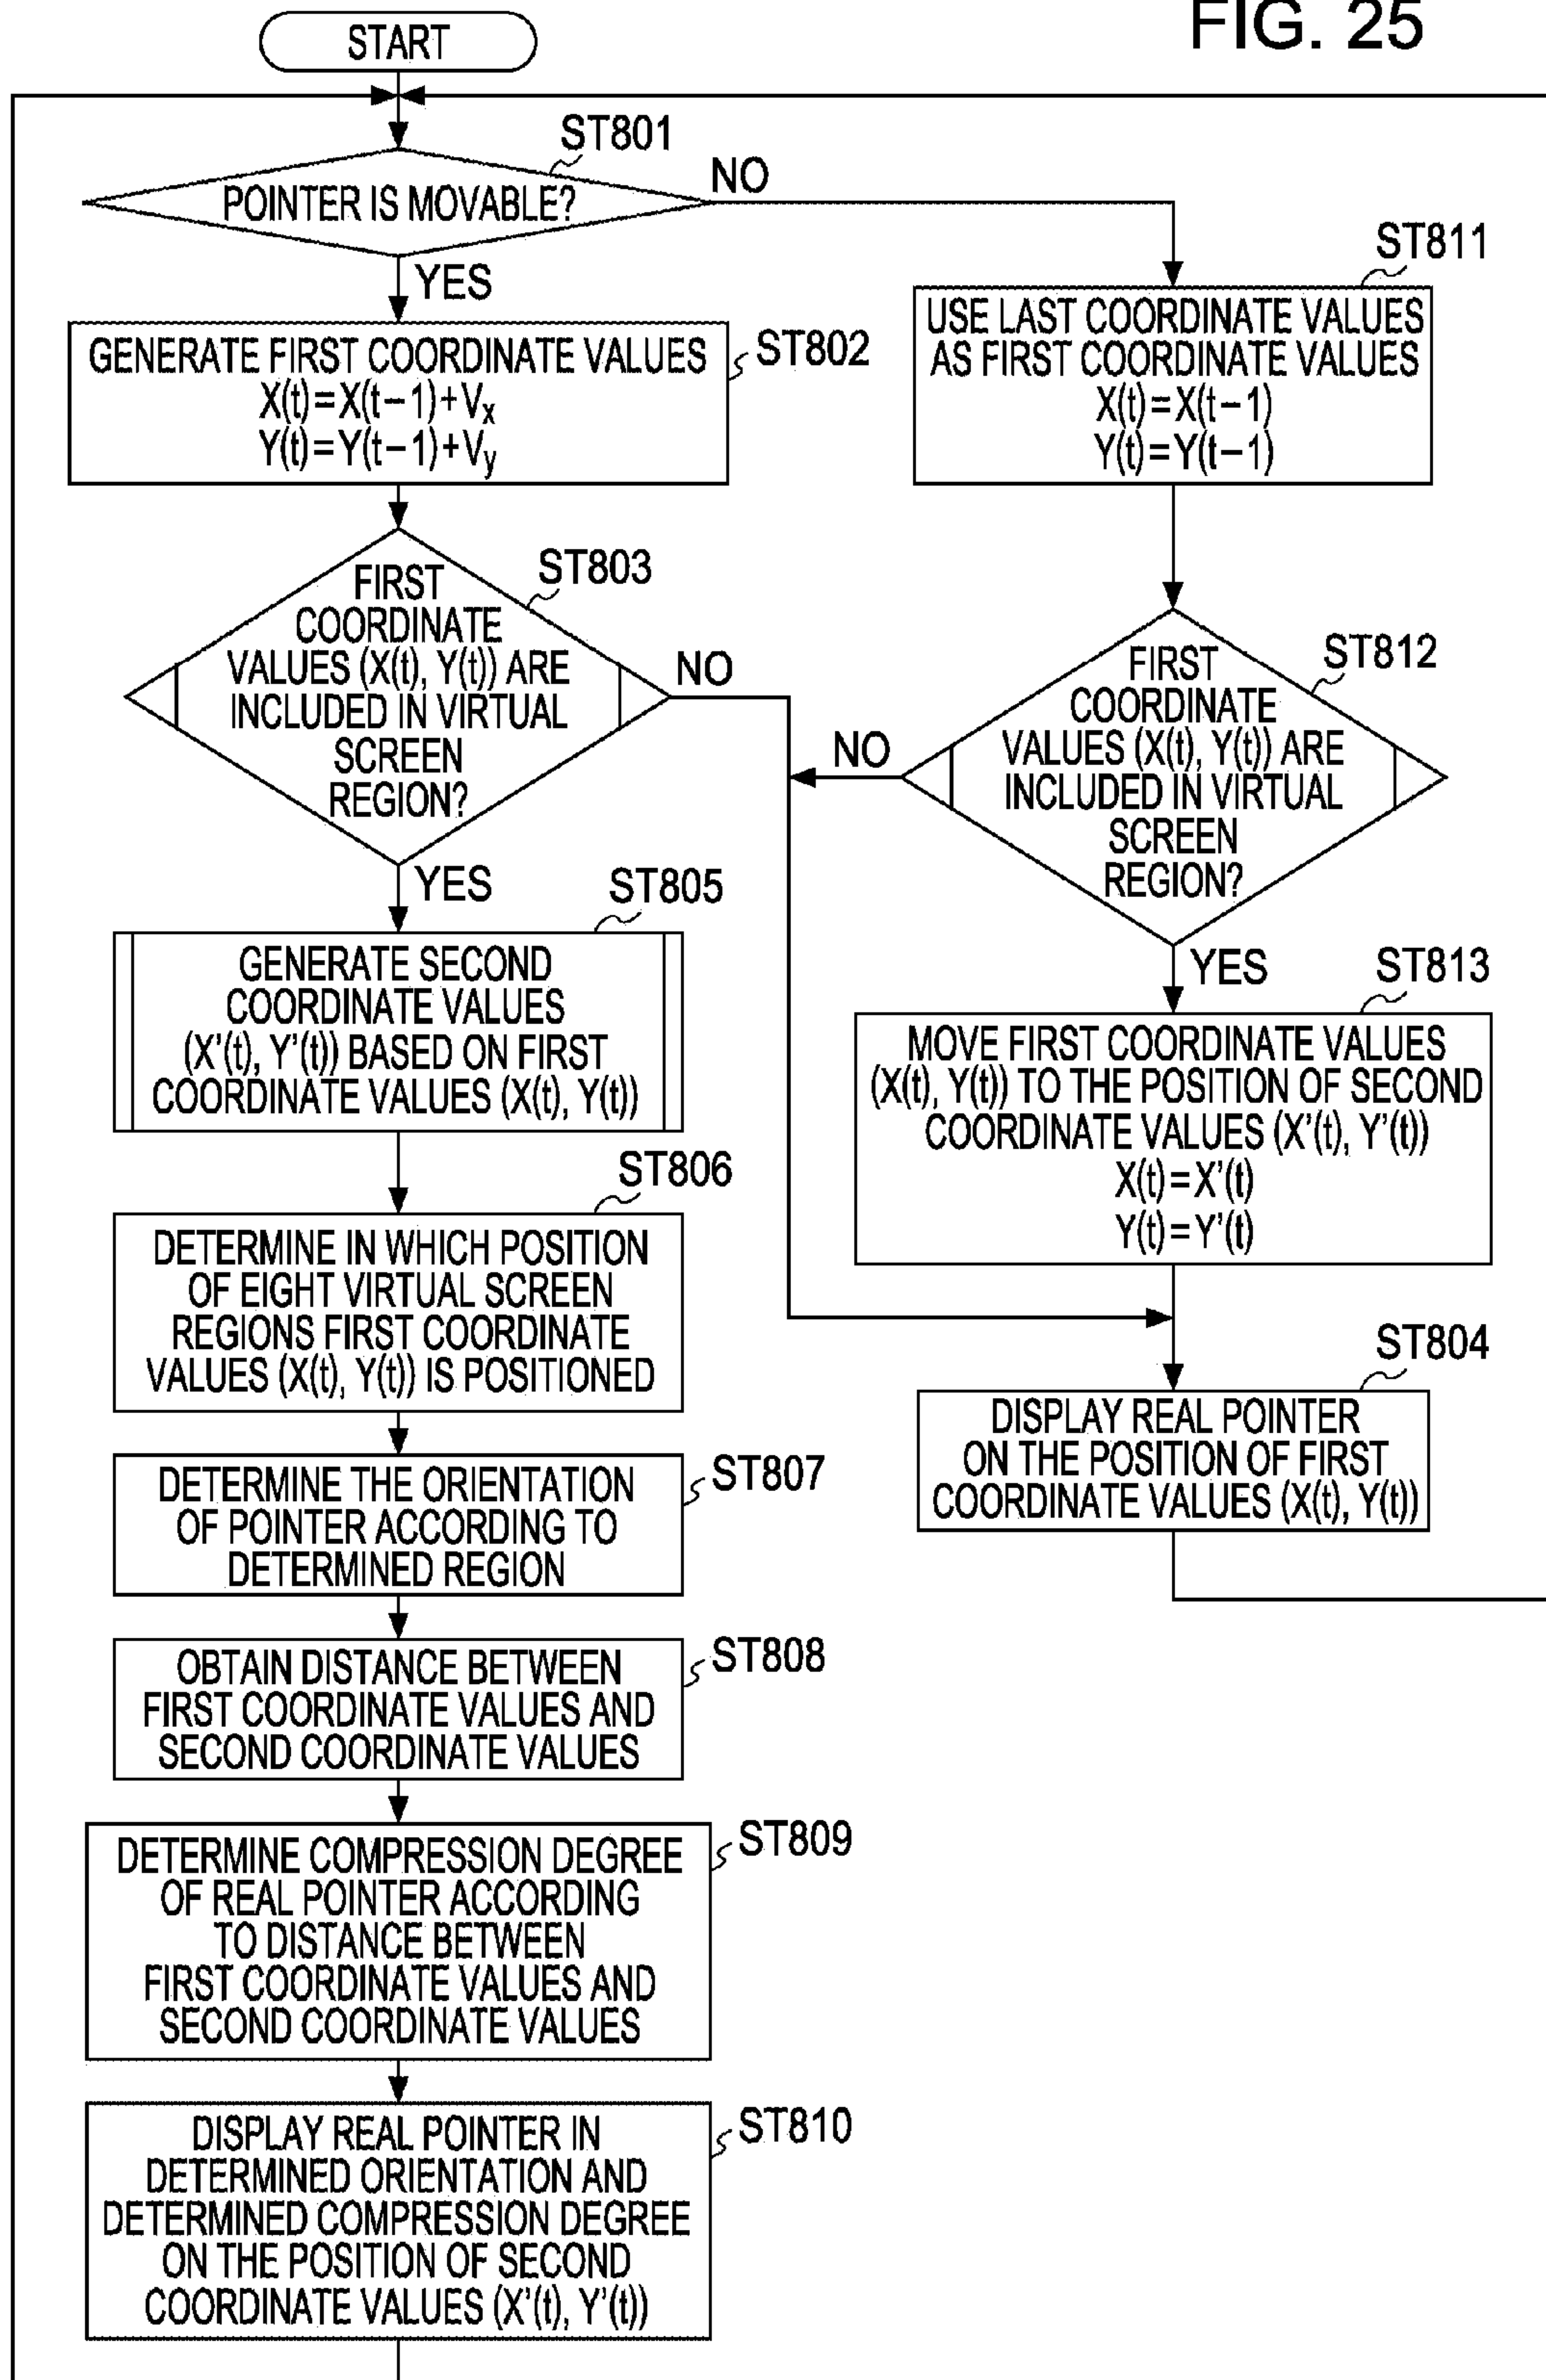 FIG. 25
START
ST801
POINTER IS MOVABLE?
NO
YES
ST802
GENERATE FIRST COORDINATE VALUES
X(t)=X(t−1)+Vx
Y(t)=Y(t−1)+Vy
ST803
FIRST
COORDINATE
VALUES (X(t), Y(t)) ARE
INCLUDED IN VIRTUAL
SCREEN
REGION?
NO
YES
ST805
GENERATE SECOND
COORDINATE VALUES
(X'(t), Y'(t)) BASED ON FIRST
COORDINATE VALUES (X(t), Y(t))
ST806
DETERMINE IN WHICH POSITION
OF EIGHT VIRTUAL SCREEN
REGIONS FIRST COORDINATE
VALUES (X(t), Y(t)) IS POSITIONED
ST807
DETERMINE THE ORIENTATION
OF POINTER ACCORDING TO
DETERMINED REGION
ST808
OBTAIN DISTANCE BETWEEN
FIRST COORDINATE VALUES AND
SECOND COORDINATE VALUES
ST809
DETERMINE COMPRESSION DEGREE
OF REAL POINTER ACCORDING
TO DISTANCE BETWEEN
FIRST COORDINATE VALUES AND
SECOND COORDINATE VALUES
ST810
DISPLAY REAL POINTER IN
DETERMINED ORIENTATION AND
DETERMINED COMPRESSION DEGREE
ON THE POSITION OF SECOND
COORDINATE VALUES (X'(t), Y'(t))
ST811
USE LAST COORDINATE VALUES
AS FIRST COORDINATE VALUES
X(t)=X(t−1)
Y(t)=Y(t−1)
ST812
FIRST
COORDINATE
VALUES (X(t), Y(t)) ARE
INCLUDED IN VIRTUAL
SCREEN
REGION?
NO
YES
ST813
MOVE FIRST COORDINATE VALUES
(X(t), Y(t)) TO THE POSITION OF SECOND
COORDINATE VALUES (X'(t), Y'(t))
X(t)=X'(t)
Y(t)=Y'(t)
ST804
DISPLAY REAL POINTER
ON THE POSITION OF FIRST
COORDINATE VALUES (X(t), Y(t))